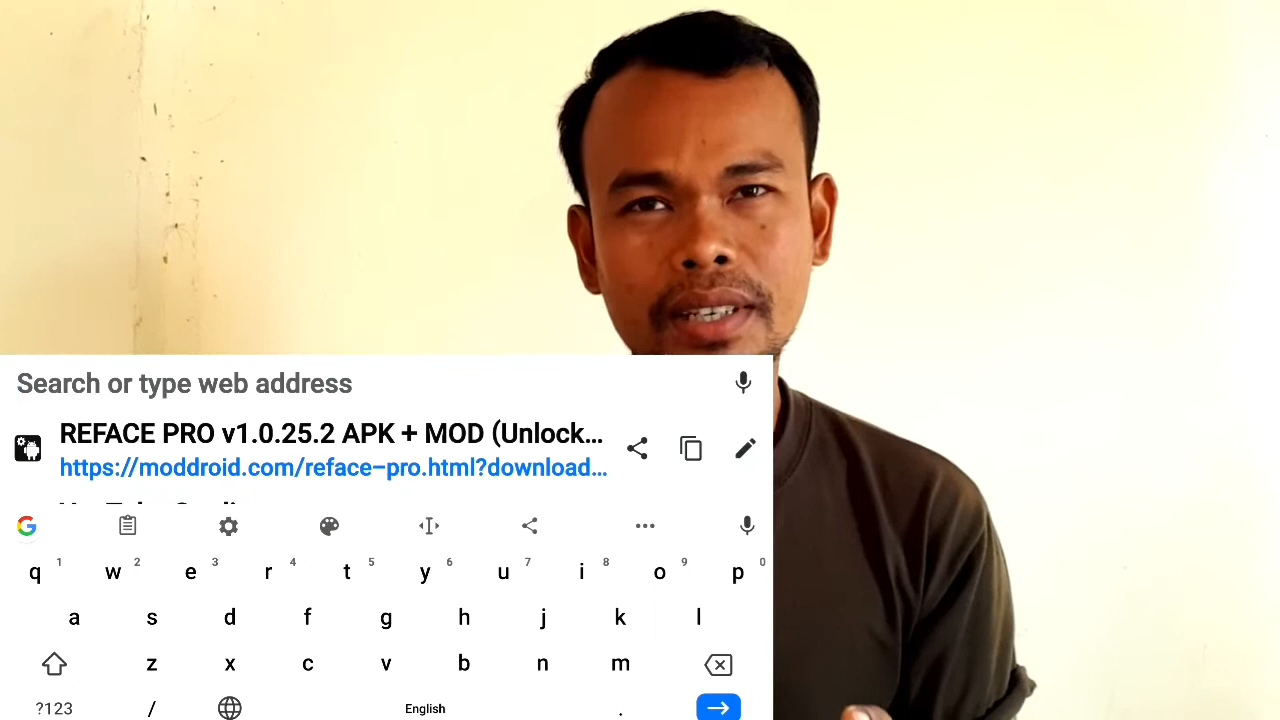 Search or type web address
REFACE PRO v1.0.25.2 APK + MOD (Unlock...
https://moddroid.com/reface-pro.html?download...
G
1 2 3 4 5 6 7 8 9 0
q w e r t y u i o p
a s d f g h j k l
z x c v b n m
?123 / English .